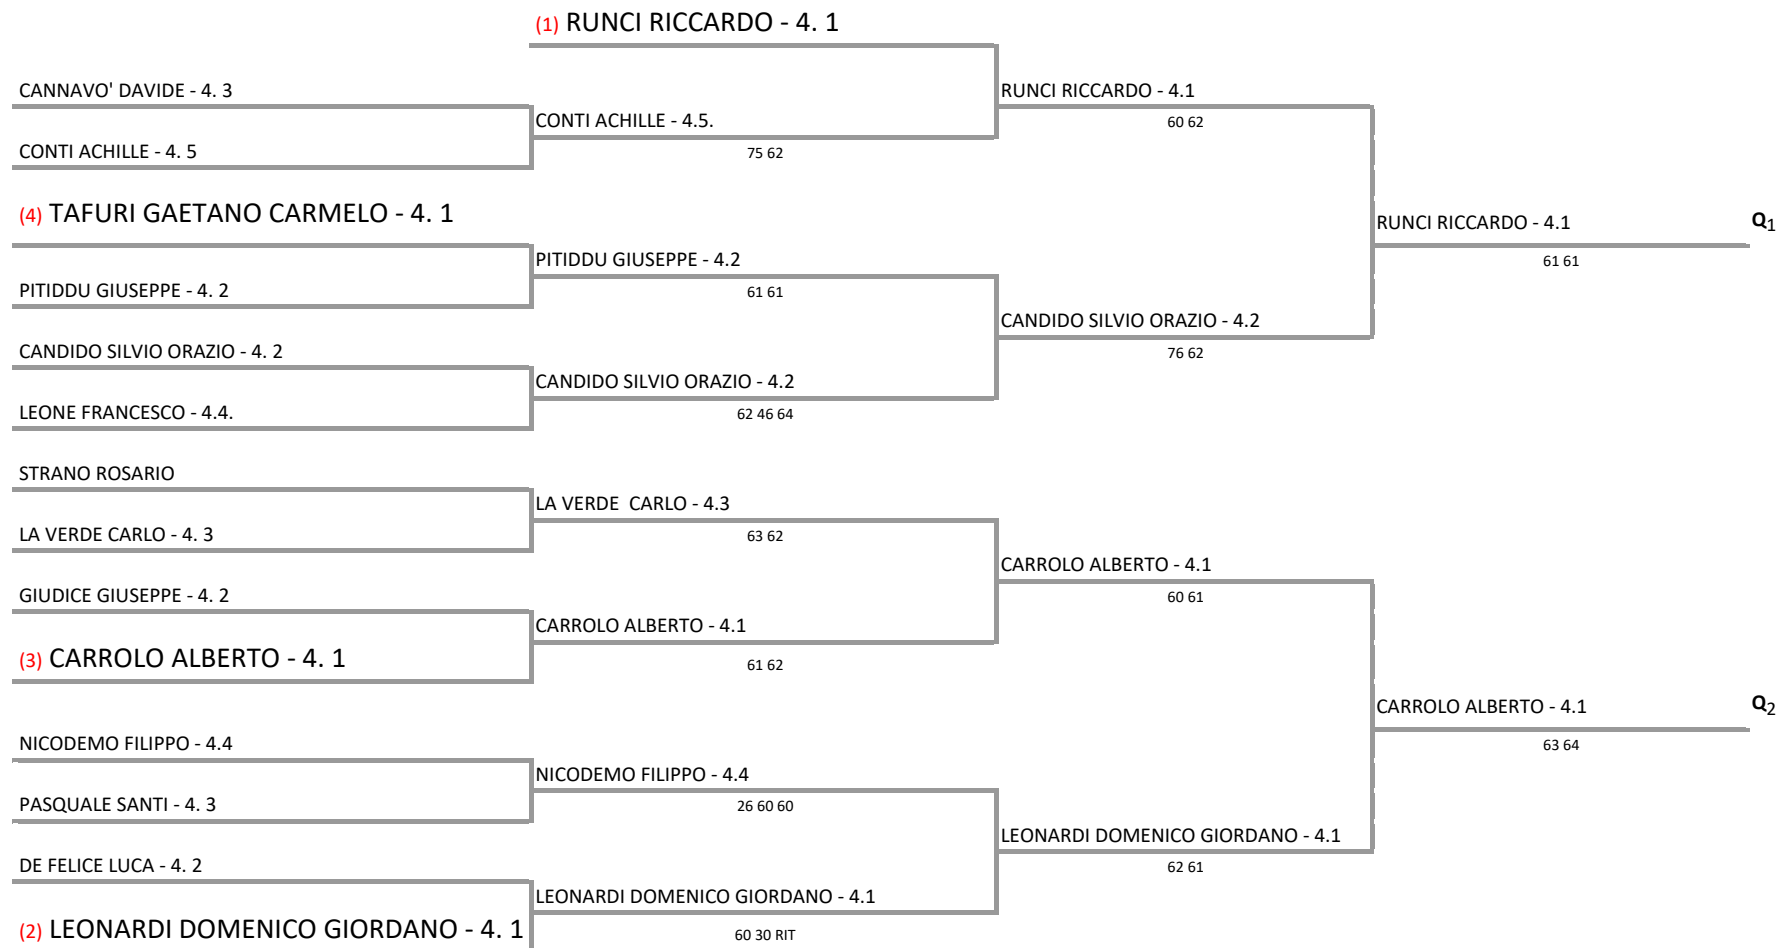 (1) RUNCI RICCARDO - 4. 1
CANNAVO' DAVIDE - 4. 3
RUNCI RICCARDO - 4.1
CONTI ACHILLE - 4.5.
60 62
CONTI ACHILLE - 4. 5
75 62
(4) TAFURI GAETANO CARMELO - 4. 1
RUNCI RICCARDO - 4.1
Q1
PITIDDU GIUSEPPE - 4.2
61 61
PITIDDU GIUSEPPE - 4. 2
61 61
CANDIDO SILVIO ORAZIO - 4.2
CANDIDO SILVIO ORAZIO - 4. 2
76 62
CANDIDO SILVIO ORAZIO - 4.2
LEONE FRANCESCO - 4.4.
62 46 64
STRANO ROSARIO
LA VERDE  CARLO - 4.3
LA VERDE CARLO - 4. 3
63 62
CARROLO ALBERTO - 4.1
GIUDICE GIUSEPPE - 4. 2
60 61
CARROLO ALBERTO - 4.1
(3) CARROLO ALBERTO - 4. 1
61 62
CARROLO ALBERTO - 4.1
Q2
NICODEMO FILIPPO - 4.4
63 64
NICODEMO FILIPPO - 4.4
PASQUALE SANTI - 4. 3
26 60 60
LEONARDI DOMENICO GIORDANO - 4.1
DE FELICE LUCA - 4. 2
62 61
LEONARDI DOMENICO GIORDANO - 4.1
(2) LEONARDI DOMENICO GIORDANO - 4. 1
60 30 RIT